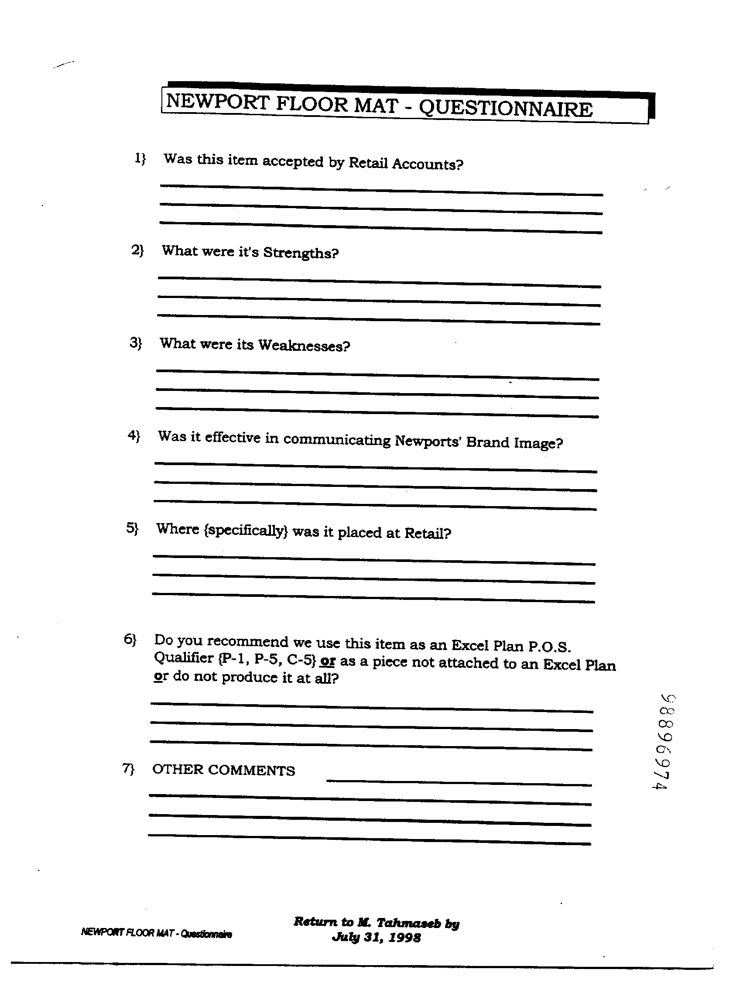 NEWPORT FLOOR MAT - QUESTIONNAIRE
1} Was this item accepted by Retail Accounts?
2} What were it's Strengths?
3} What were its Weaknesses?
4} Was it effective in communicating Newports' Brand Image?
5} Where {specifically} was it placed at Retail?
6} Do you recommend we use this item as an Excel Plan P.O.S.
Qualifier {P-1, P-5, C-5} or as a piece not attached to an Excel Plan
or do not produce it at all?
98896974
7} OTHER COMMENTS
Return to M. Tahmaseb by
July 31, 1998
NEWPORT FLOOR MAT - Questionnaire